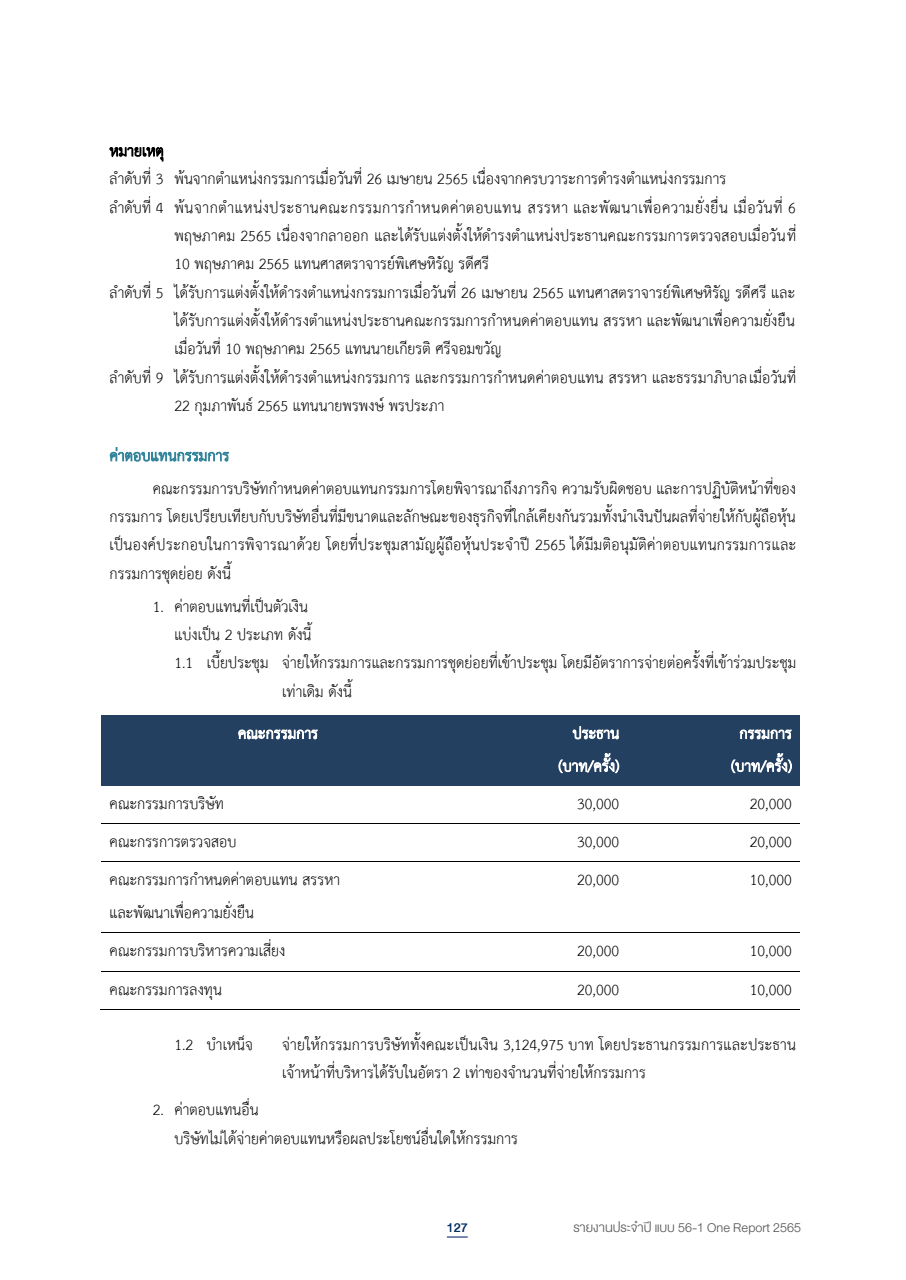 หมายเหตุ
ลำดับที่ 3 พ้นจากตำแหน่งกรรมการเมื่อวันที่ 26 เมษายน 2565 เนื่องจากครบวาระการดำรงตำแหน่งกรรมการ
ลำดับที่ 4 พ้นจากตำแหน่งประธานคณะกรรมการกำหนดค่าตอบแทน สรรหา และพัฒนาเพื่อความยั่งยื่น เมื่อวันที่ 6
พฤษภาคม 2565 เนื่องจากลาออก และได้รับแต่งตั้งให้ดำรงตำแหน่งประธานคณะกรรมการตรวจสอบเมื่อวันที่
10 พฤษภาคม 2565 แทนศาสตราจารย์พิเศษหิรัญ รดีศรี
ลำดับที่ 5 ได้รับการแต่งตั้งให้ดำรงตำแหน่งกรรมการเมื่อวันที่ 26 เมษายน 2565 แทนศาสตราจารย์พิเศษหิรัญ รดีศรี และ
ได้รับการแต่งตั้งให้ดำรงตำแหน่งประธานคณะกรรมการกำหนดค่าตอบแทน สรรหา และพัฒนาเพื่อความยั่งยืน
เมื่อวันที่ 10 พฤษภาคม 2565 แทนนายเกียรติ ศรีจอมขวัญ
ลำดับที่ 9 ได้รับการแต่งตั้งให้ดำรงตำแหน่งกรรมการ และกรรมการกำหนดค่าตอบแทน สรรหา และธรรมาภิบาลเมื่อวันที่
22 กุมภาพันธ์ 2565 แทนนายพรพงษ์ พรประภา
ค่าตอบแทนกรรมการ
คณะกรรมการบริษัทกำหนดค่าตอบแทนกรรมการโดยพิจารณาถึงภารกิจ ความรับผิดชอบ และการปฏิบัติหน้าที่ของ
กรรมการ โดยเปรียบเทียบกับบริษัทอื่นที่มีขนาดและลักษณะของธุรกิจที่ใกล้เคียงกันรวมทั้งนำเงินปันผลที่จ่ายให้กับผู้ถือหุ้น
เป็นองค์ประกอบในการพิจารณาด้วย โดยที่ประชุมสามัญผู้ถือหุ้นประจำปี 2565 ได้มีมติอนุมัติค่าตอบแทนกรรมการและ
กรรมการชุดย่อย ดังนี้
1. ค่าตอบแทนที่เป็นตัวเงิน
แบ่งเป็น 2 ประเภท ดังนี้
1.1 เบี้ยประชุม จ่ายให้กรรมการและกรรมการชุดย่อยที่เข้าประชุม โดยมีอัตราการจ่ายต่อครั้งที่เข้าร่วมประชุม
เท่าเดิม ดังนี้
คณะกรรมการ ประธาน กรรมการ
(บาท/ครั้ง) (บาท/ครั้ง)
คณะกรรมการบริษัท 30,000 20,000
คณะกรรการตรวจสอบ 30,000 20,000
คณะกรรมการกำหนดค่าตอบแทน สรรหา 20,000 10,000
และพัฒนาเพื่อความยั่งยืน
คณะกรรมการบริหารความเสี่ยง 20,000 10,000
คณะกรรมการลงทุน 20,000 10,000
1.2 บำเหน็จ จ่ายให้กรรมการบริษัททั้งคณะเป็นเงิน 3,124,975 บาท โดยประธานกรรมการและประธาน
เจ้าหน้าที่บริหารได้รับในอัตรา 2 เท่าของจำนวนที่จ่ายให้กรรมการ
2. ค่าตอบแทนอื่น
บริษัทไม่ได้จ่ายค่าตอบแทนหรือผลประโยชน์อื่นใดให้กรรมการ
127 รายงานประจำปี แบบ 56-1 One Report 2565